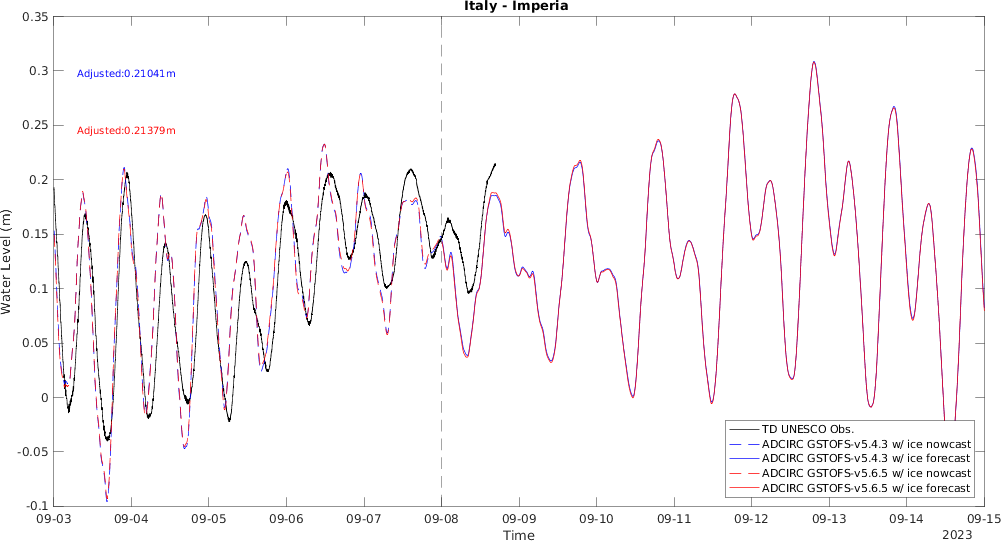 Italy - Imperia
0.35
0.3
0.25
0.2
0.15
0.1
0.05
0
-0.05
-0.1
Water Level (m)
Adjusted:0.21041m
Adjusted:0.21379m
TD UNESCO Obs.
ADCIRC GSTOFS-v5.4.3 w/ ice nowcast
ADCIRC GSTOFS-v5.4.3 w/ ice forecast
ADCIRC GSTOFS-v5.6.5 w/ ice nowcast
ADCIRC GSTOFS-v5.6.5 w/ ice forecast
09-03 09-04 09-05 09-06 09-07 09-08 09-09 09-10 09-11 09-12 09-13 09-14 09-15
Time
2023